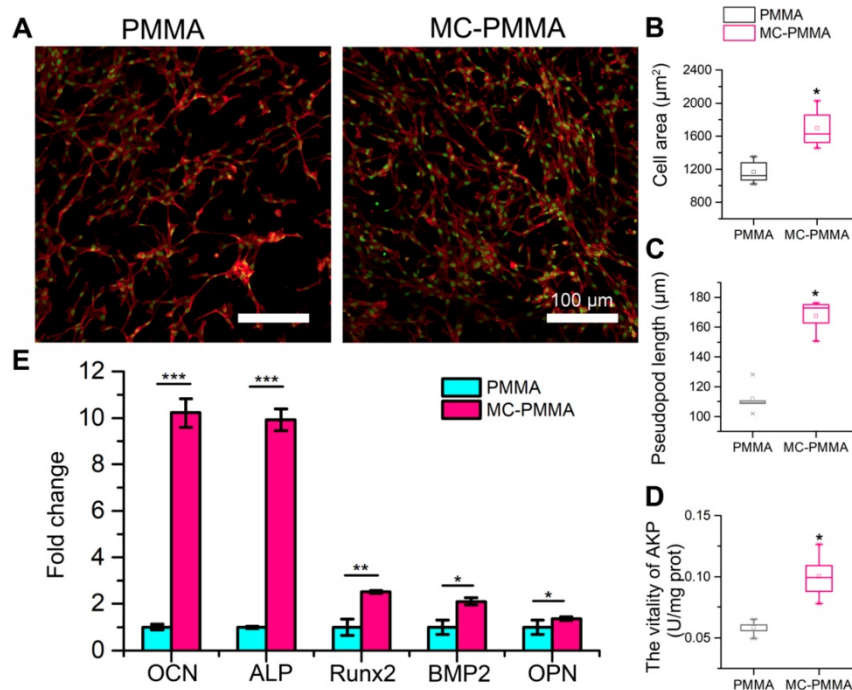 A
PMMA
MC-PMMA
100 µm
B
PMMA
MC-PMMA
Cell area (µm²)
2400
2000
1600
1200
800
*
PMMA
MC-PMMA
C
Pseudopod length (µm)
180
160
140
120
100
*
PMMA
MC-PMMA
D
The vitality of AKP
(U/mg prot)
0.15
0.10
0.05
*
PMMA
MC-PMMA
E
Fold change
12
10
8
6
4
2
0
PMMA
MC-PMMA
***
***
**
*
*
OCN
ALP
Runx2
BMP2
OPN